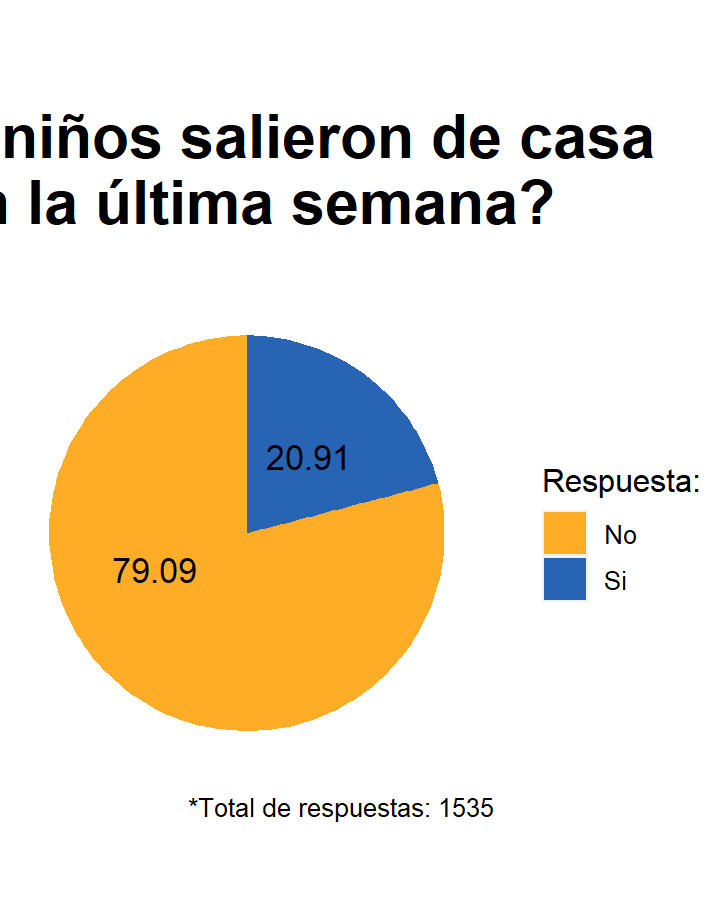 niños salieron de casa
la última semana?
20.91
79.09
Respuesta:
No
Si
*Total de respuestas: 1535